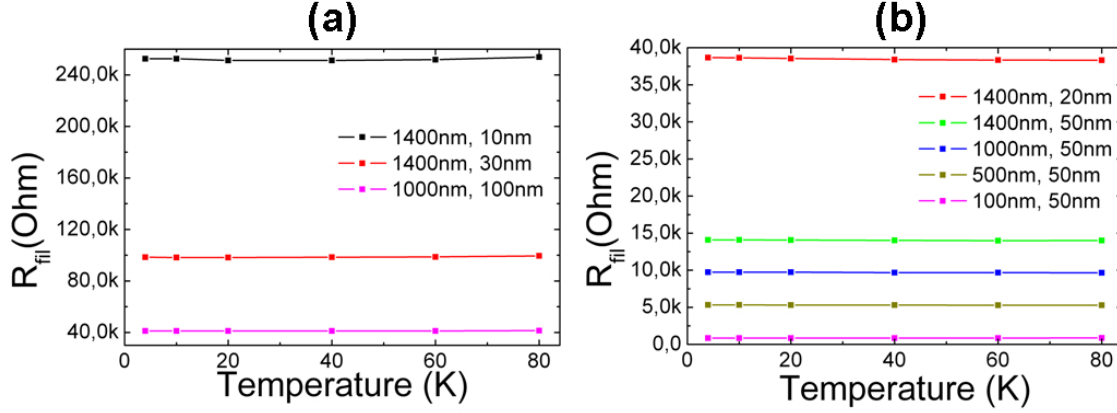 (a)
240,0k
200,0k
160,0k
120,0k
80,0k
40,0k
0
20
40
60
80
R_fil(Ohm)
Temperature (K)
1400nm, 10nm
1400nm, 30nm
1000nm, 100nm
(b)
40,0k
35,0k
30,0k
25,0k
20,0k
15,0k
10,0k
5,0k
0,0
0
20
40
60
80
R_fil(Ohm)
Temperature (K)
1400nm, 20nm
1400nm, 50nm
1000nm, 50nm
500nm, 50nm
100nm, 50nm